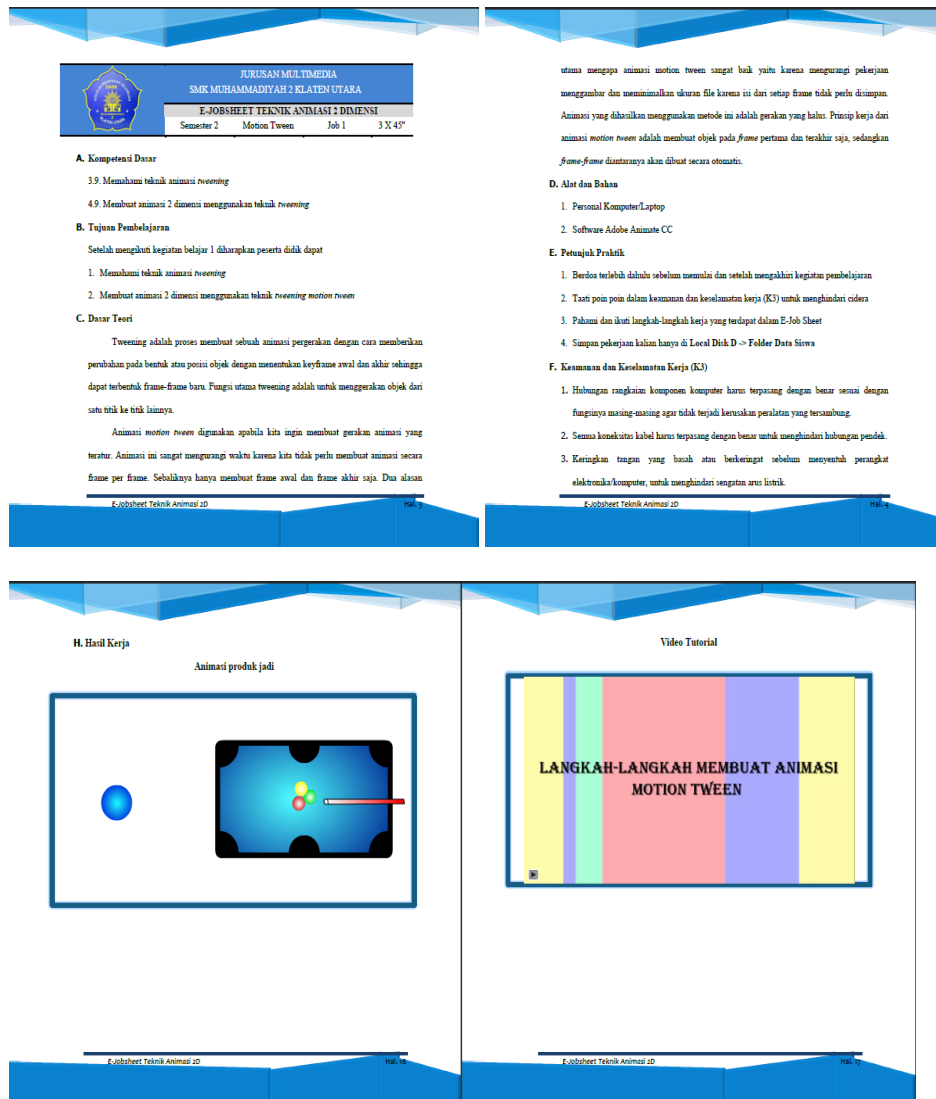 JURUSAN MULTIMEDIA
SMK MUHAMMADIYAH 2 KLATEN UTARA
E-JOBSHEET TEKNIK ANIMASI 2 DIMENSI
Semester 2 Motion Tween Job 1 3 X 45"
SMK
A. Kompetensi Dasar
3.9. Memahami teknik animasi tweening
4.9. Membuat animasi 2 dimensi menggunakan teknik tweening
B. Tujuan Pembelajaran
Setelah mengikuti kegiatan belajar 1 diharapkan peserta didik dapat
1. Memahami teknik animasi tweening
2. Membuat animasi 2 dimensi menggunakan teknik tweening motion tween
C. Dasar Teori
Tweening adalah proses membuat sebuah animasi pergerakan dengan cara memberikan
perubahan pada bentuk atau posisi objek dengan menentukan keyframe awal dan akhir sehingga
dapat terbentuk frame-frame baru. Fungsi utama tweening adalah untuk menggerakan objek dari
satu titik ke titik lainnya.
Animasi motion tween digunakan apabila kita ingin membuat gerakan animasi yang
teratur. Animasi ini sangat mengurangi waktu karena kita tidak perlu membuat animasi secara
frame per frame. Sebaliknya hanya membuat frame awal dan frame akhir saja. Dua alasan
E-Jobsheet Teknik Animasi 2D Hal. 3
utama mengapa animasi motion tween sangat baik yaitu karena mengurangi pekerjaan
menggambar dan meminimalkan ukuran file karena isi dari setiap frame tidak perlu disimpan.
Animasi yang dihasilkan menggunakan metode ini adalah gerakan yang halus. Prinsip kerja dari
animasi motion tween adalah membuat objek pada frame pertama dan terakhir saja, sedangkan
frame-frame diantaranya akan dibuat secara otomatis.
D. Alat dan Bahan
1. Personal Komputer/Laptop
2. Software Adobe Animate CC
E. Petunjuk Praktik
1. Berdoa terlebih dahulu sebelum memulai dan setelah mengakhiri kegiatan pembelajaran
2. Taati poin poin dalam keamanan dan keselamatan kerja (K3) untuk menghindari cidera
3. Pahami dan ikuti langkah-langkah kerja yang terdapat dalam E-Job Sheet
4. Simpan pekerjaan kalian hanya di Local Disk D -> Folder Data Siswa
F. Keamanan dan Keselamatan Kerja (K3)
1. Hubungan rangkaian komponen komputer harus terpasang dengan benar sesuai dengan
fungsinya masing-masing agar tidak terjadi kerusakan peralatan yang tersambung.
2. Semua koneksitas kabel harus terpasang dengan benar untuk menghindari hubungan pendek.
3. Keringkan tangan yang basah atau berkeringat sebelum menyentuh perangkat
elektronika/komputer, untuk menghindari sengatan arus listrik.
E-Jobsheet Teknik Animasi 2D Hal. 4
H. Hasil Kerja
Animasi produk jadi
E-Jobsheet Teknik Animasi 2D Hal. 16
Video Tutorial
LANGKAH-LANGKAH MEMBUAT ANIMASI
MOTION TWEEN
E-Jobsheet Teknik Animasi 2D Hal. 17